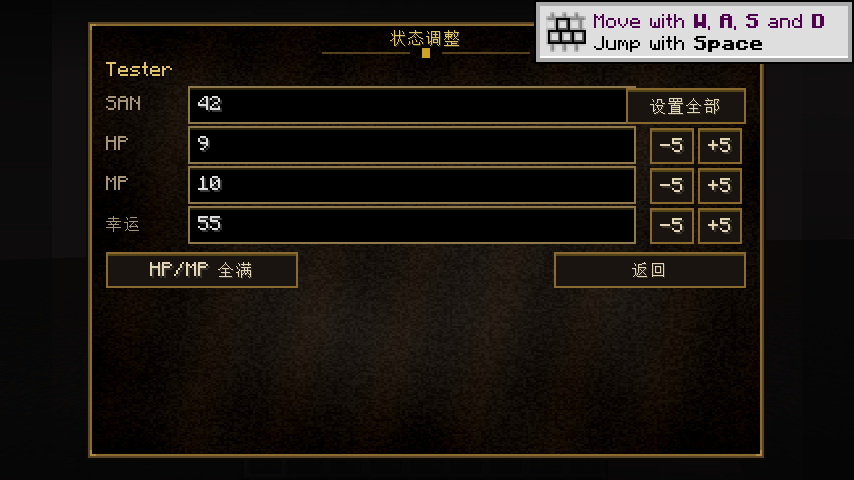 状态调整
Move with W, A, S and D
Jump with Space
Tester
SAN 42 设置全部
HP 9 -5 +5
MP 10 -5 +5
幸运 55 -5 +5
HP/MP 全满 返回